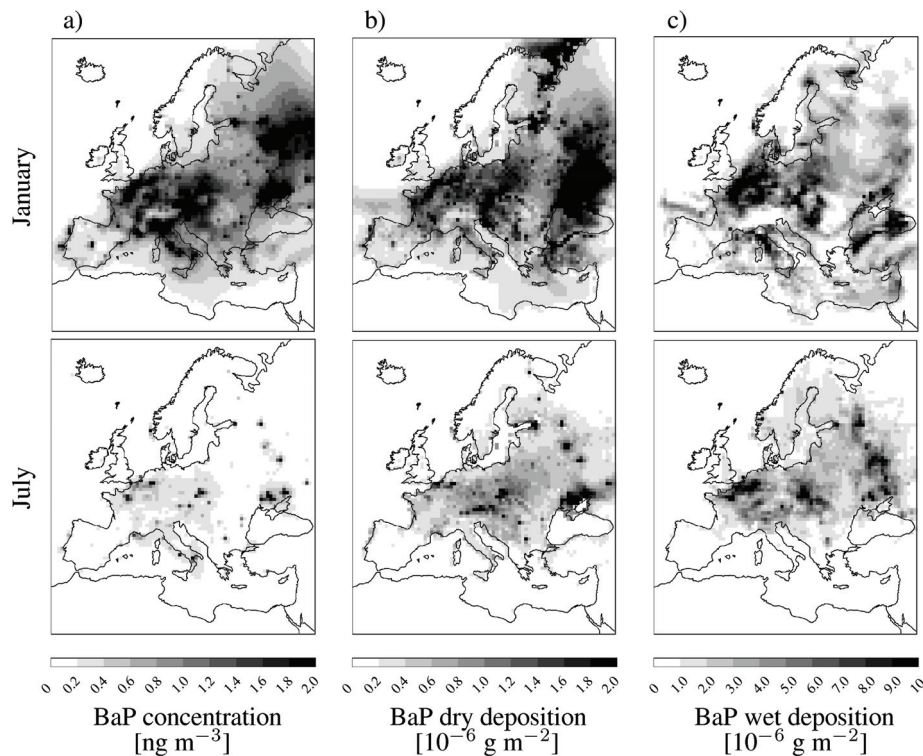 a) b) c)
January
July
0 0.2 0.4 0.6 0.8 1.0 1.2 1.4 1.6 1.8 2.0
0 0.2 0.4 0.6 0.8 1.0 1.2 1.4 1.6 1.8 2.0
0 1.0 2.0 3.0 4.0 5.0 6.0 7.0 8.0 9.0 10
BaP concentration
[ng m⁻³]
BaP dry deposition
[10⁻⁶ g m⁻²]
BaP wet deposition
[10⁻⁶ g m⁻²]